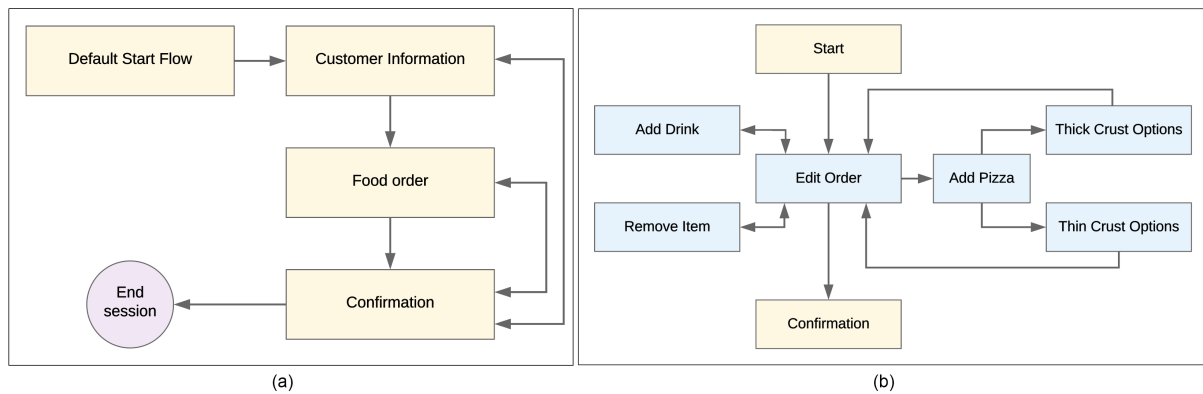 Default Start Flow
Customer Information
Food order
Confirmation
End
session
(a)
Start
Add Drink
Thick Crust Options
Edit Order
Add Pizza
Remove Item
Thin Crust Options
Confirmation
(b)